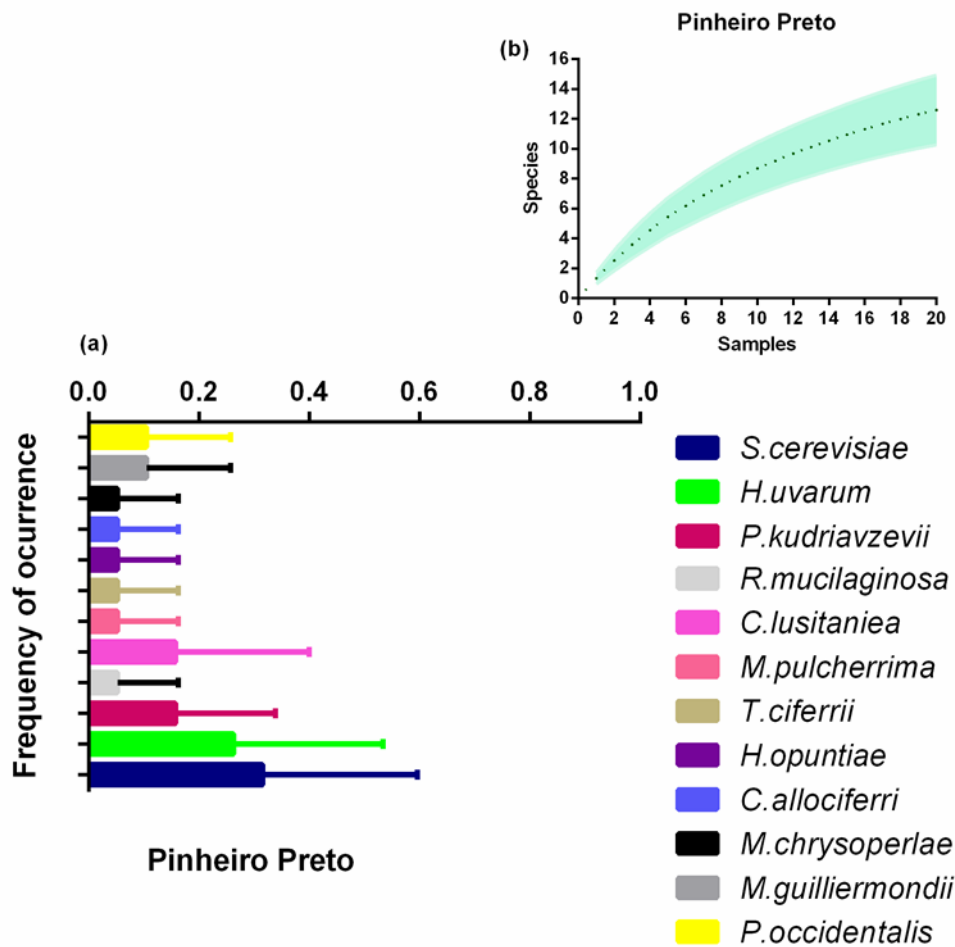 Pinheiro Preto
(b)
16
14
12
10
8
6
4
2
0
Species
0 2 4 6 8 10 12 14 16 18 20
Samples
(a)
0.0 0.2 0.4 0.6 0.8 1.0
Frequency of ocurrence
Pinheiro Preto
S.cerevisiae
H.uvarum
P.kudriavzevii
R.mucilaginosa
C.lusitaniea
M.pulcherrima
T.ciferrii
H.opuntiae
C.allociferri
M.chrysoperlae
M.guilliermondii
P.occidentalis